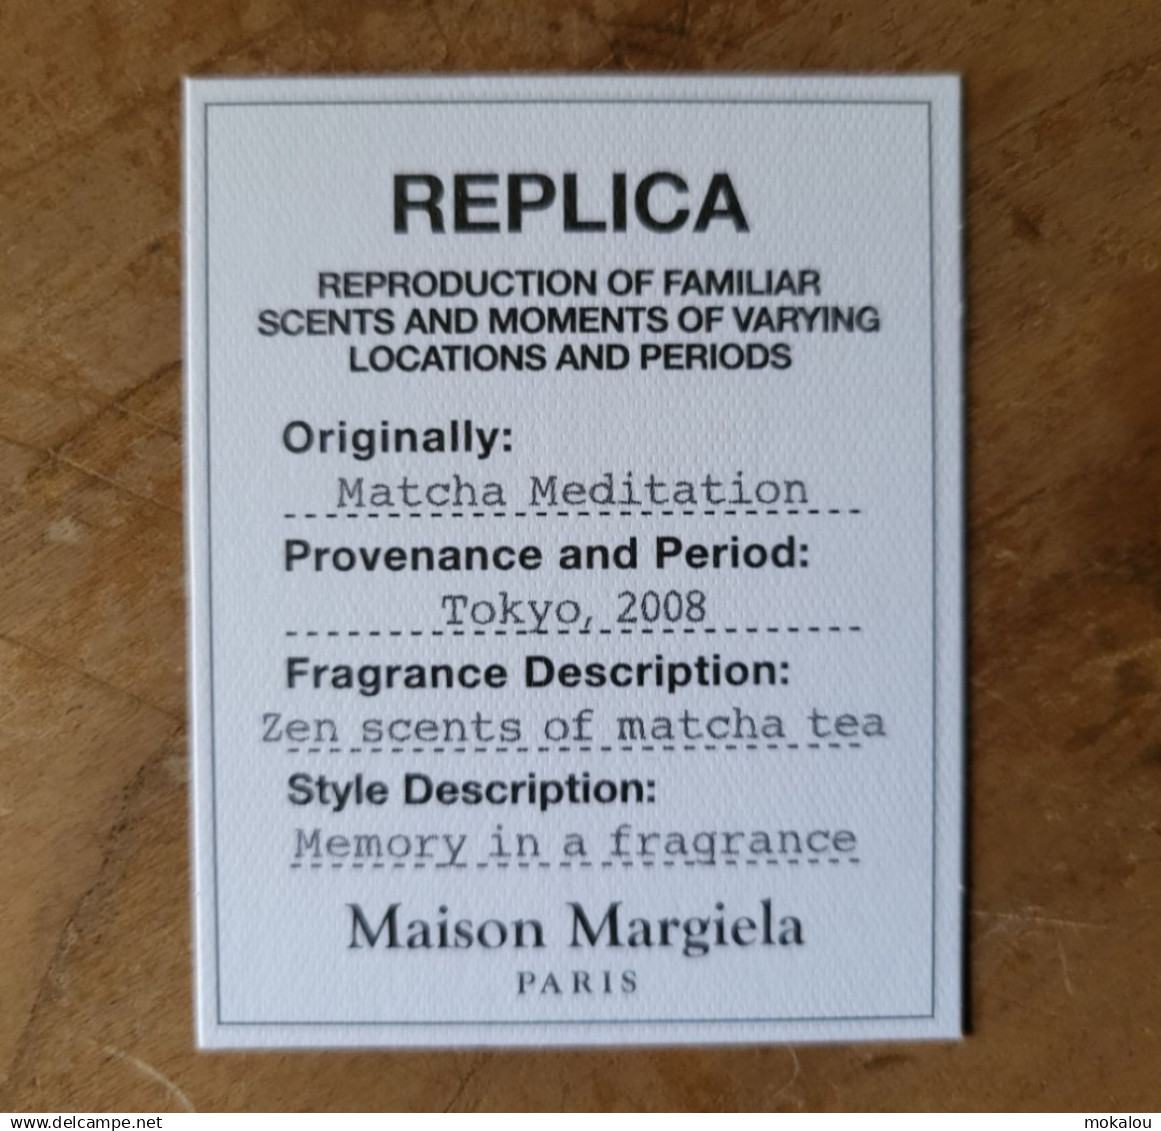 REPLICA
REPRODUCTION OF FAMILIAR
SCENTS AND MOMENTS OF VARYING
LOCATIONS AND PERIODS
Originally:
Matcha Meditation
Provenance and Period:
Tokyo, 2008
Fragrance Description:
Zen scents of matcha tea
Style Description:
Memory in a fragrance
Maison Margiela
PARIS
www.delcampe.net
mokalou